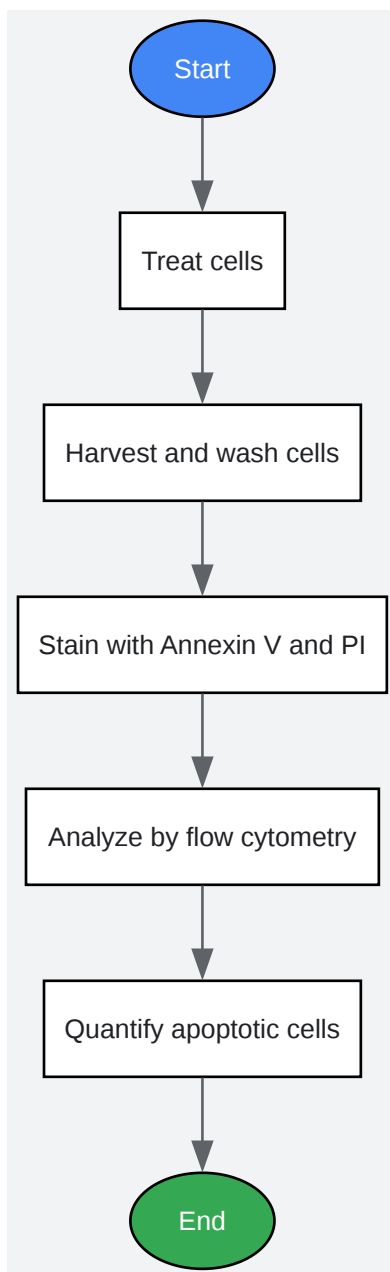 Start
Treat cells
Harvest and wash cells
Stain with Annexin V and PI
Analyze by flow cytometry
Quantify apoptotic cells
End